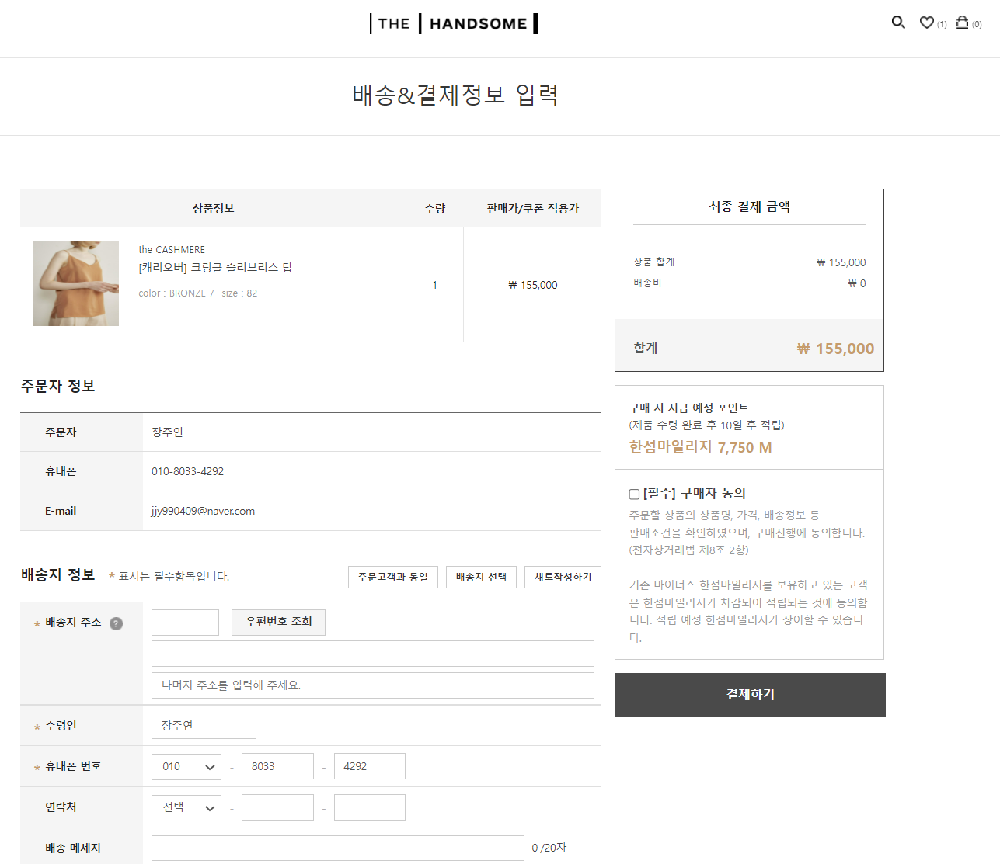 THE HANDSOME
(1)
(0)
배송&결제정보 입력
상품정보
수량
판매가/쿠폰 적용가
the CASHMERE
[캐리오버] 크링클 슬리브리스 탑
color : BRONZE / size : 82
1
₩ 155,000
최종 결제 금액
상품 합계
₩ 155,000
배송비
₩ 0
합계
₩ 155,000
구매 시 지급 예정 포인트
(제품 수령 완료 후 10일 후 적립)
한섬마일리지 7,750 M
[필수] 구매자 동의
주문할 상품의 상품명, 가격, 배송정보 등
판매조건을 확인하였으며, 구매진행에 동의합니다.
(전자상거래법 제8조 2항)
기존 마이너스 한섬마일리지를 보유하고 있는 고객
은 한섬마일리지가 차감되어 적립되는 것에 동의합
니다. 적립 예정 한섬마일리지가 상이할 수 있습니
다.
결제하기
주문자 정보
주문자
장주연
휴대폰
010-8033-4292
E-mail
jjy990409@naver.com
배송지 정보
* 표시는 필수항목입니다.
주문고객과 동일
배송지 선택
새로작성하기
* 배송지 주소 ?
우편번호 조회
나머지 주소를 입력해 주세요.
* 수령인
장주연
* 휴대폰 번호
010 - 8033 - 4292
연락처
선택 - -
배송 메세지
0 /20자